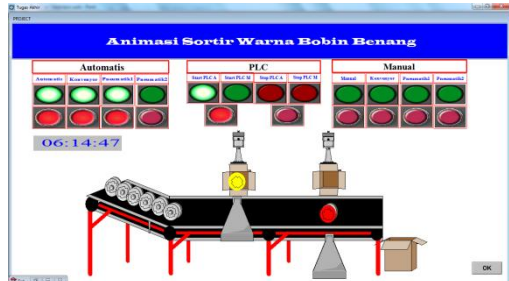 Tugas Akhir
PROJECT
Animasi Sortir Warna Bobin Benang
Automatis
PLC
Manual
Automatis Konveyor Pneumatik1 Pneumatik2
Start PLC A Start PLC M Stop PLC A Stop PLC M
Manual Konveyor Pneumatik1 Pneumatik2
06:14:47
OK